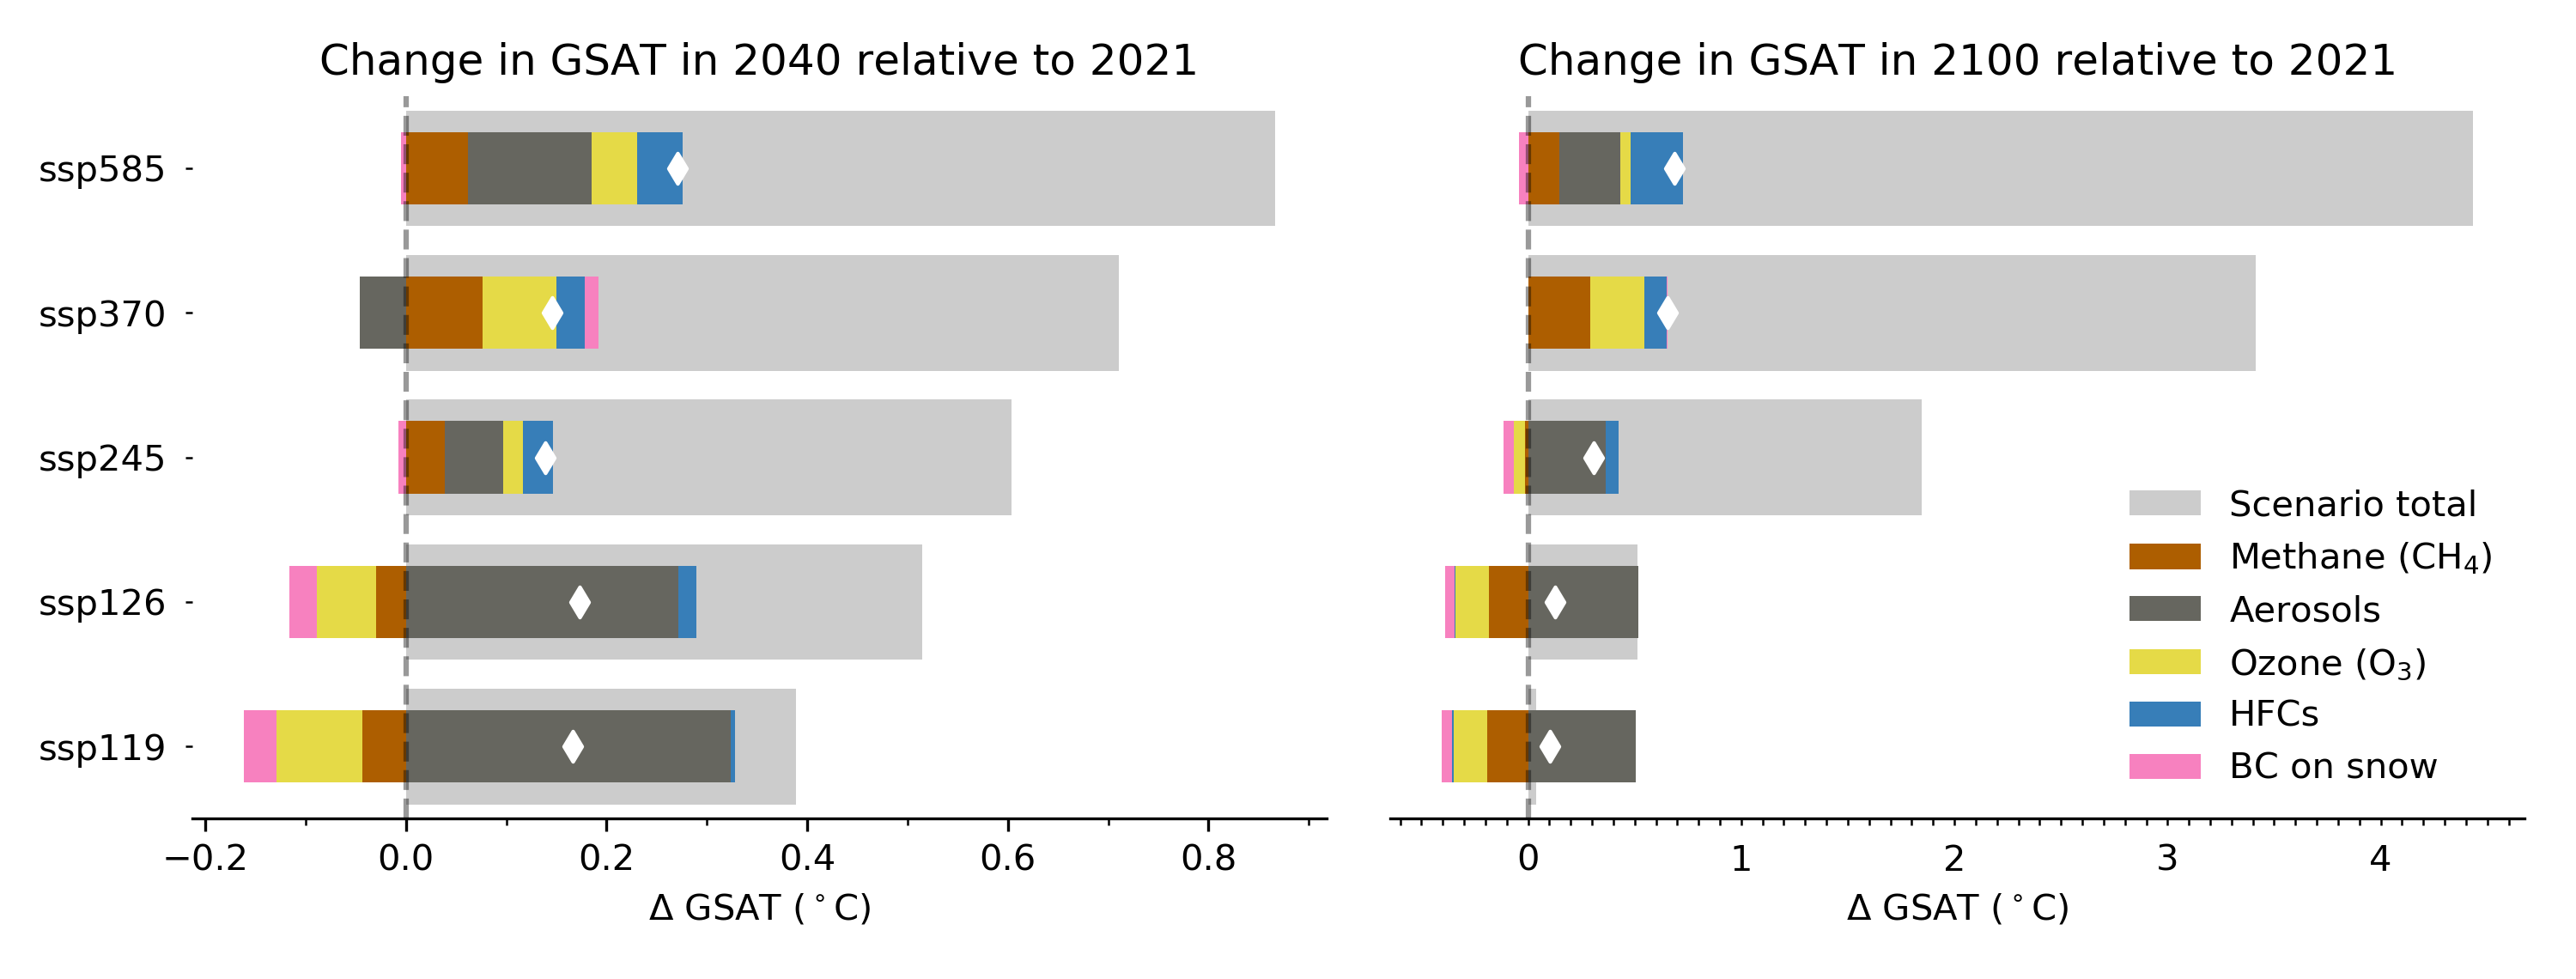 Change in GSAT in 2040 relative to 2021
Change in GSAT in 2100 relative to 2021
ssp585
ssp370
ssp245
ssp126
ssp119
Scenario total
Methane (CH₄)
Aerosols
Ozone (O₃)
HFCs
BC on snow
−0.2 0.0 0.2 0.4 0.6 0.8
0 1 2 3 4
Δ GSAT (°C)
Δ GSAT (°C)